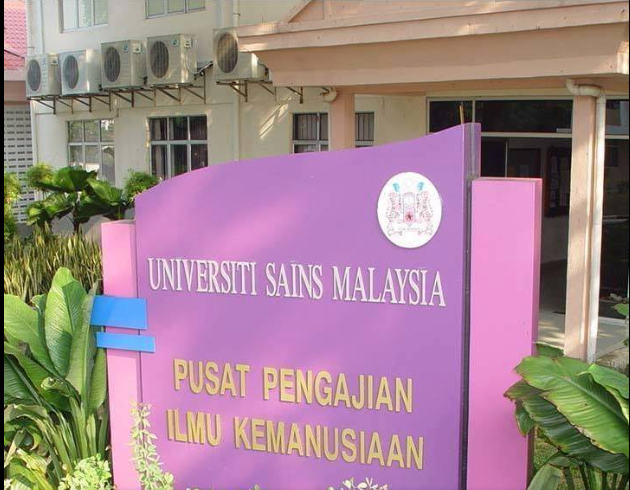 UNIVERSITI SAINS MALAYSIA
PUSAT PENGAJIAN
ILMU KEMANUSIAAN